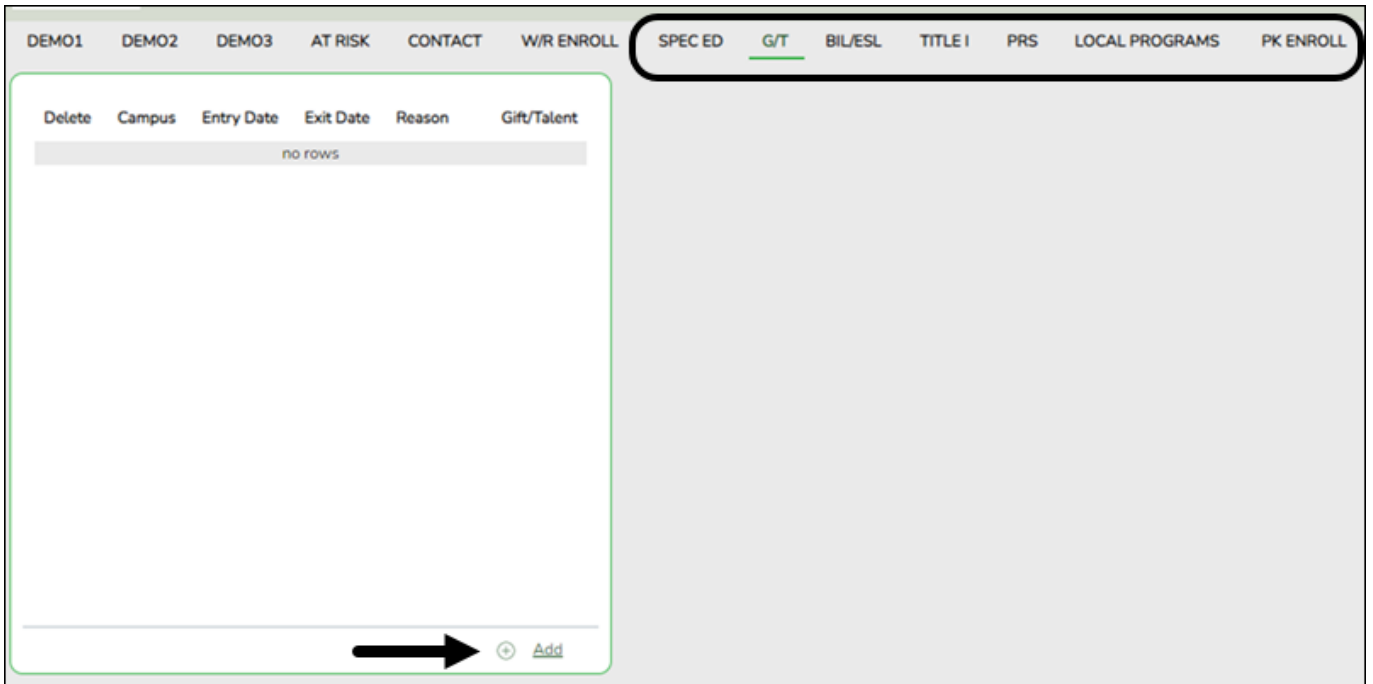 DEMO1 DEMO2 DEMO3 AT RISK CONTACT W/R ENROLL SPEC ED G/T BIL/ESL TITLE I PRS LOCAL PROGRAMS PK ENROLL
Delete Campus Entry Date Exit Date Reason Gift/Talent
no rows
Add